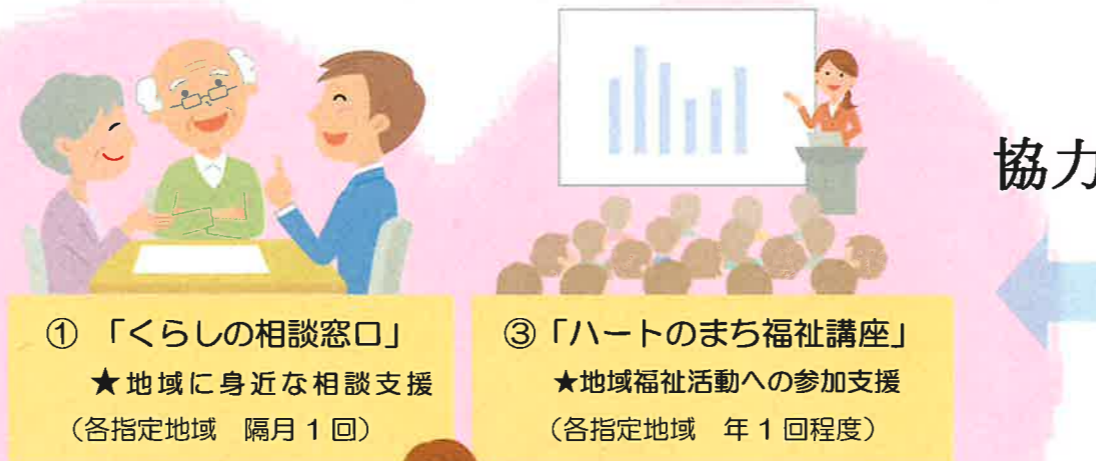 協力
①　「くらしの相談窓口」
★地域に身近な相談支援
（各指定地域　隔月１回）
③「ハートのまち福祉講座」
★地域福祉活動への参加支援
（各指定地域　年１回程度）